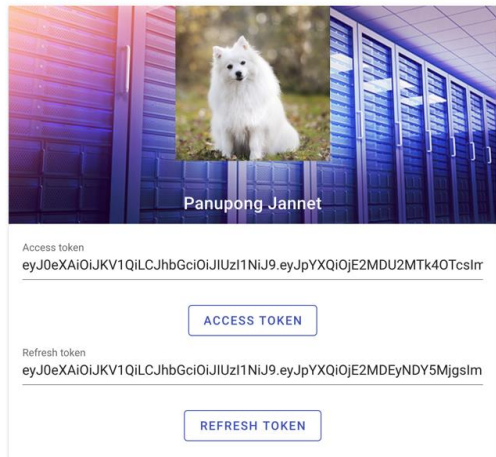 Panupong Jannet
Access token
eyJ0eXAiOiJKV1QiLCJhbGciOiJIUzI1NiJ9.eyJpYXQiOjE2MDU2MTk4OTcsIm
ACCESS TOKEN
Refresh token
eyJ0eXAiOiJKV1QiLCJhbGciOiJIUzI1NiJ9.eyJpYXQiOjE2MDEyNDY5MjgsIm
REFRESH TOKEN